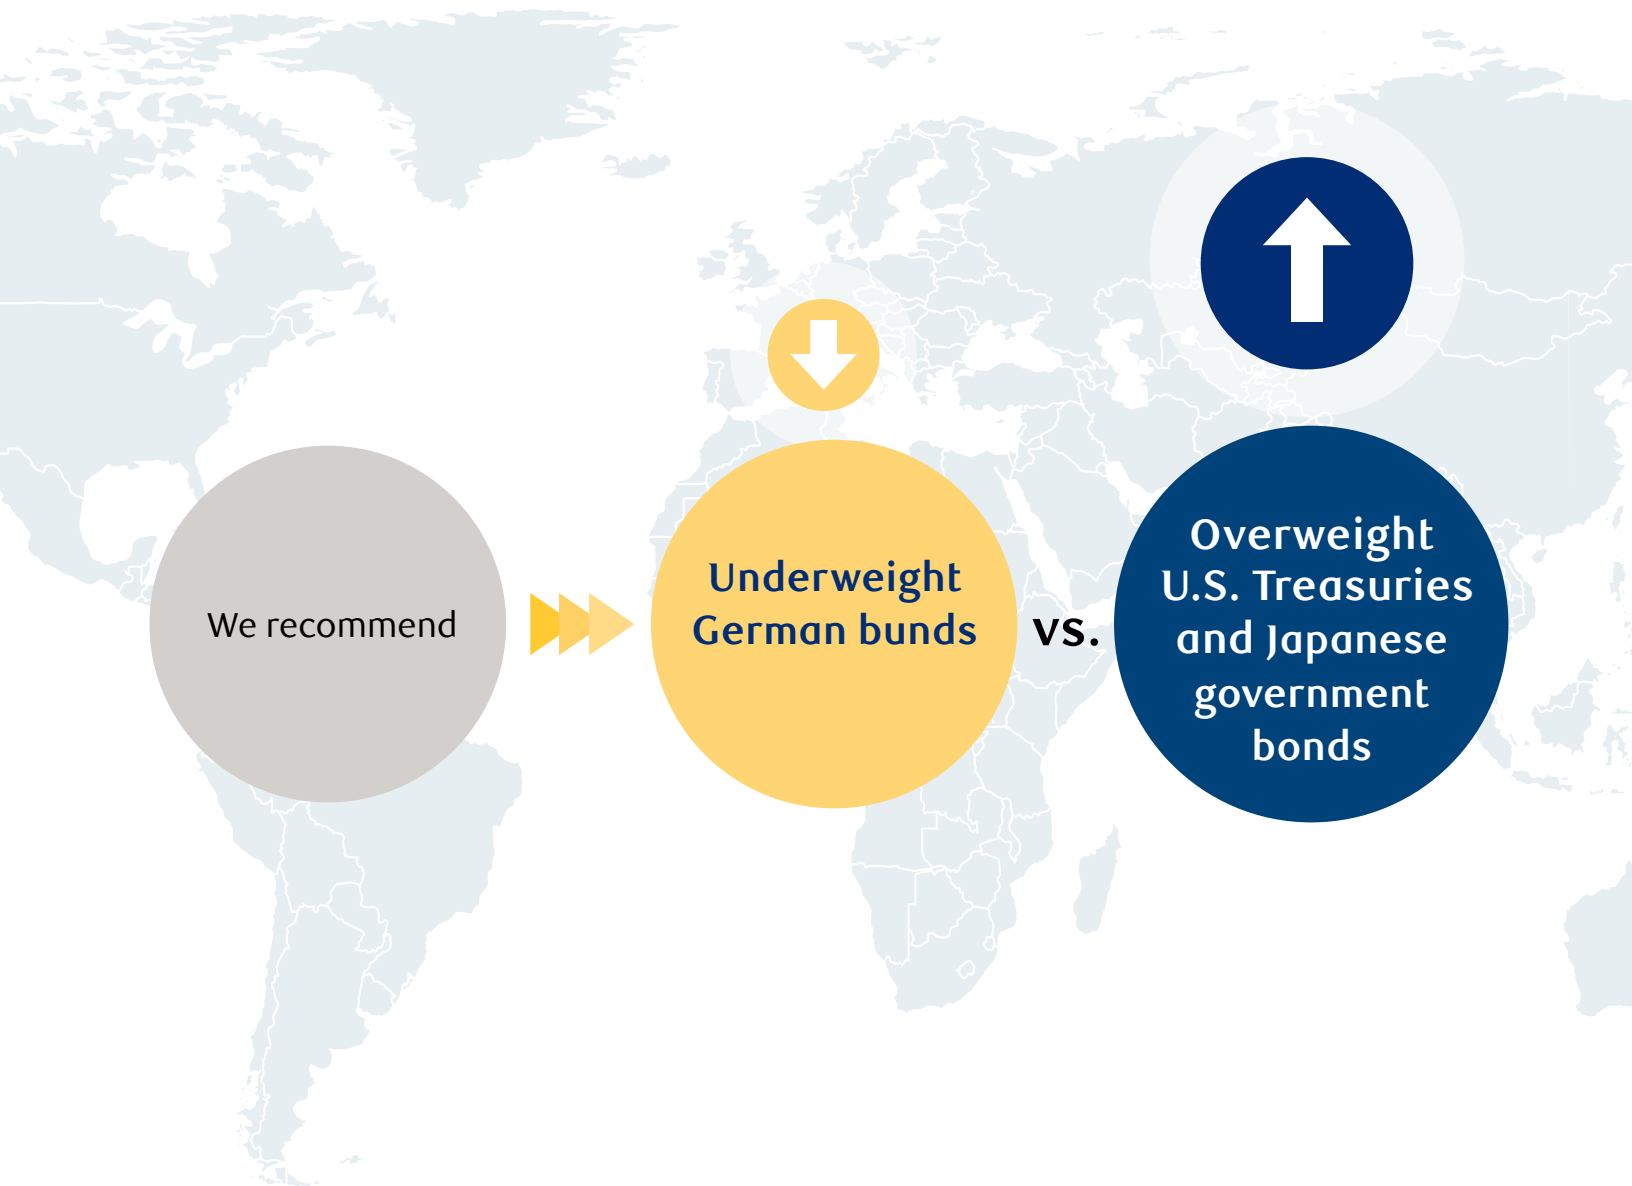 We recommend
Underweight
German bunds
vs.
Overweight
U.S. Treasuries
and Japanese
government
bonds